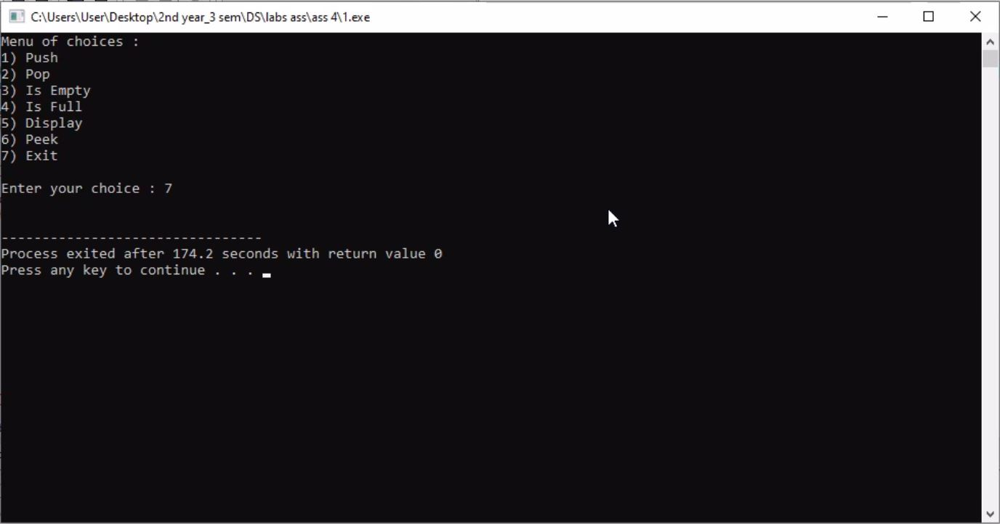 C:\Users\User\Desktop\2nd year_3 sem\DS\labs ass\ass 4\1.exe
Menu of choices :
1) Push
2) Pop
3) Is Empty
4) Is Full
5) Display
6) Peek
7) Exit
Enter your choice : 7
--------------------------------
Process exited after 174.2 seconds with return value 0
Press any key to continue . . .